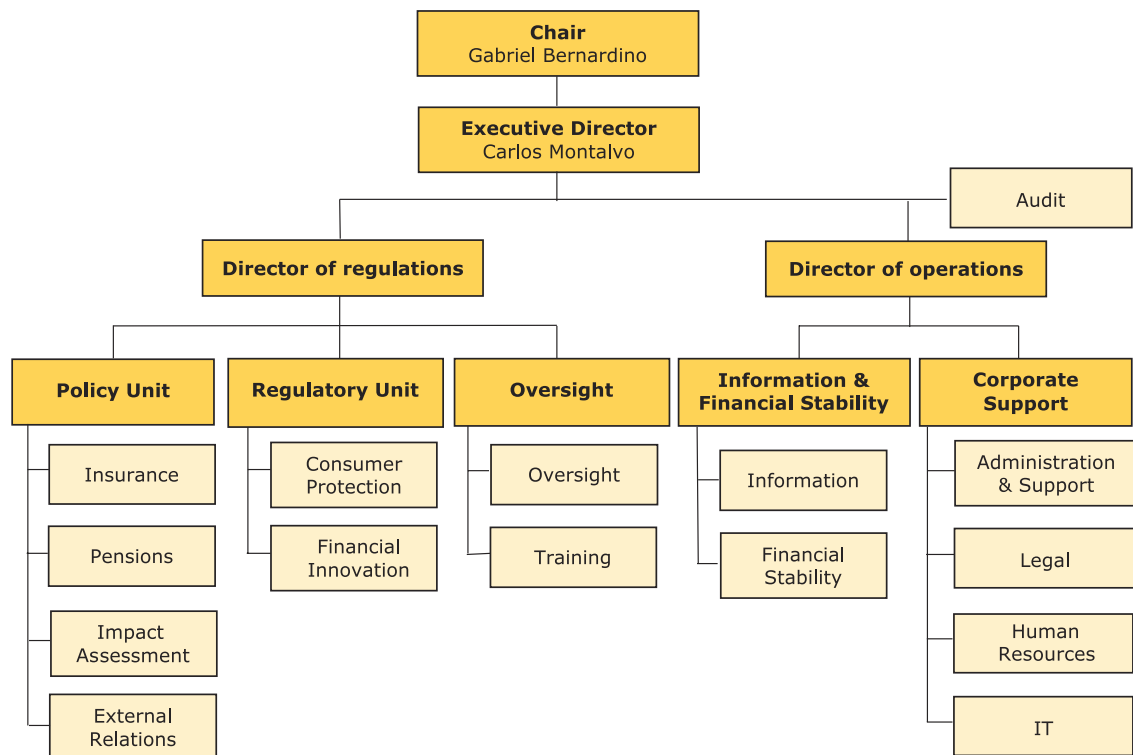 Chair
Gabriel Bernardino
Executive Director
Carlos Montalvo
Audit
Director of regulations
Director of operations
Policy Unit
Regulatory Unit
Oversight
Information &
Financial Stability
Corporate
Support
Insurance
Pensions
Impact
Assessment
External
Relations
Consumer
Protection
Financial
Innovation
Oversight
Training
Information
Financial
Stability
Administration
& Support
Legal
Human
Resources
IT